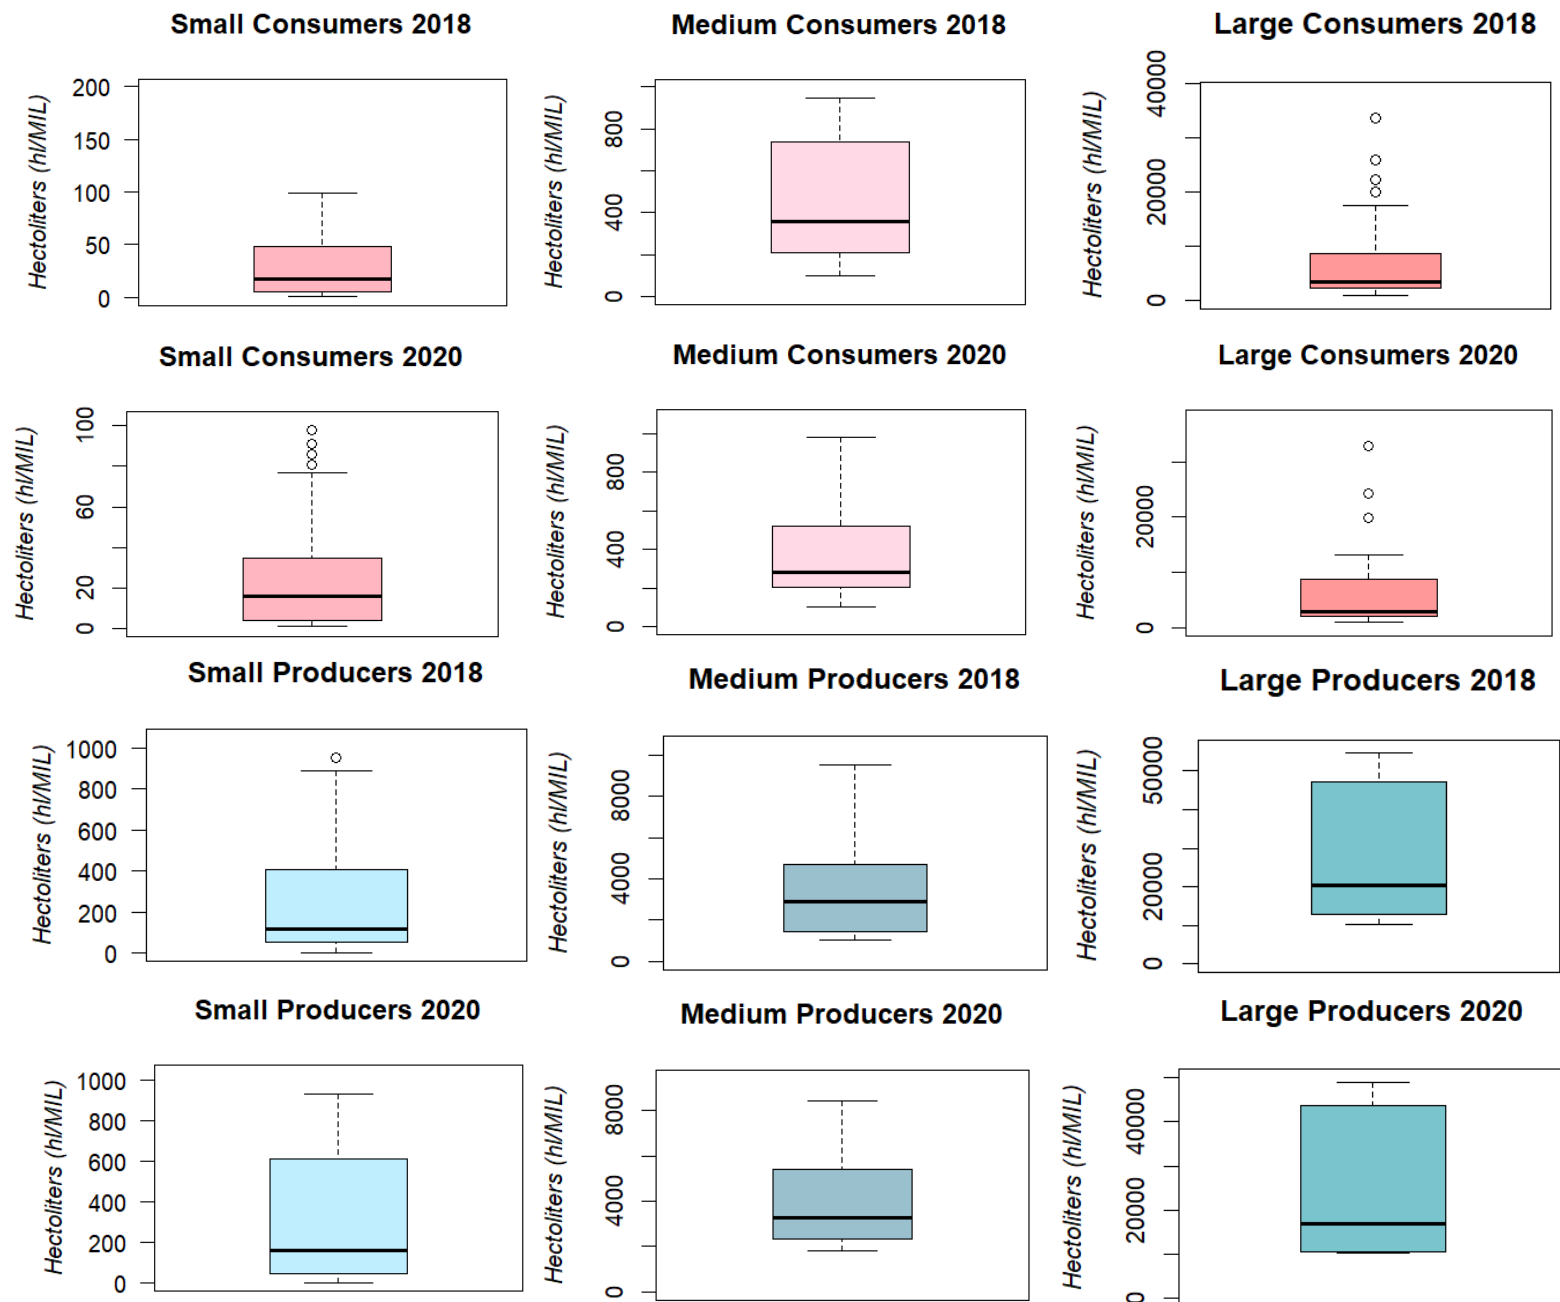 Small Consumers 2018
Hectoliters (hl/MIL)
200
150
100
50
0
Medium Consumers 2018
Hectoliters (hl/MIL)
800
400
0
Large Consumers 2018
Hectoliters (hl/MIL)
40000
20000
0
Small Consumers 2020
Hectoliters (hl/MIL)
100
60
20
0
Medium Consumers 2020
Hectoliters (hl/MIL)
800
400
0
Large Consumers 2020
Hectoliters (hl/MIL)
20000
0
Small Producers 2018
Hectoliters (hl/MIL)
1000
800
600
400
200
0
Medium Producers 2018
Hectoliters (hl/MIL)
8000
4000
0
Large Producers 2018
Hectoliters (hl/MIL)
50000
20000
0
Small Producers 2020
Hectoliters (hl/MIL)
1000
800
600
400
200
0
Medium Producers 2020
Hectoliters (hl/MIL)
8000
4000
0
Large Producers 2020
Hectoliters (hl/MIL)
40000
20000
0